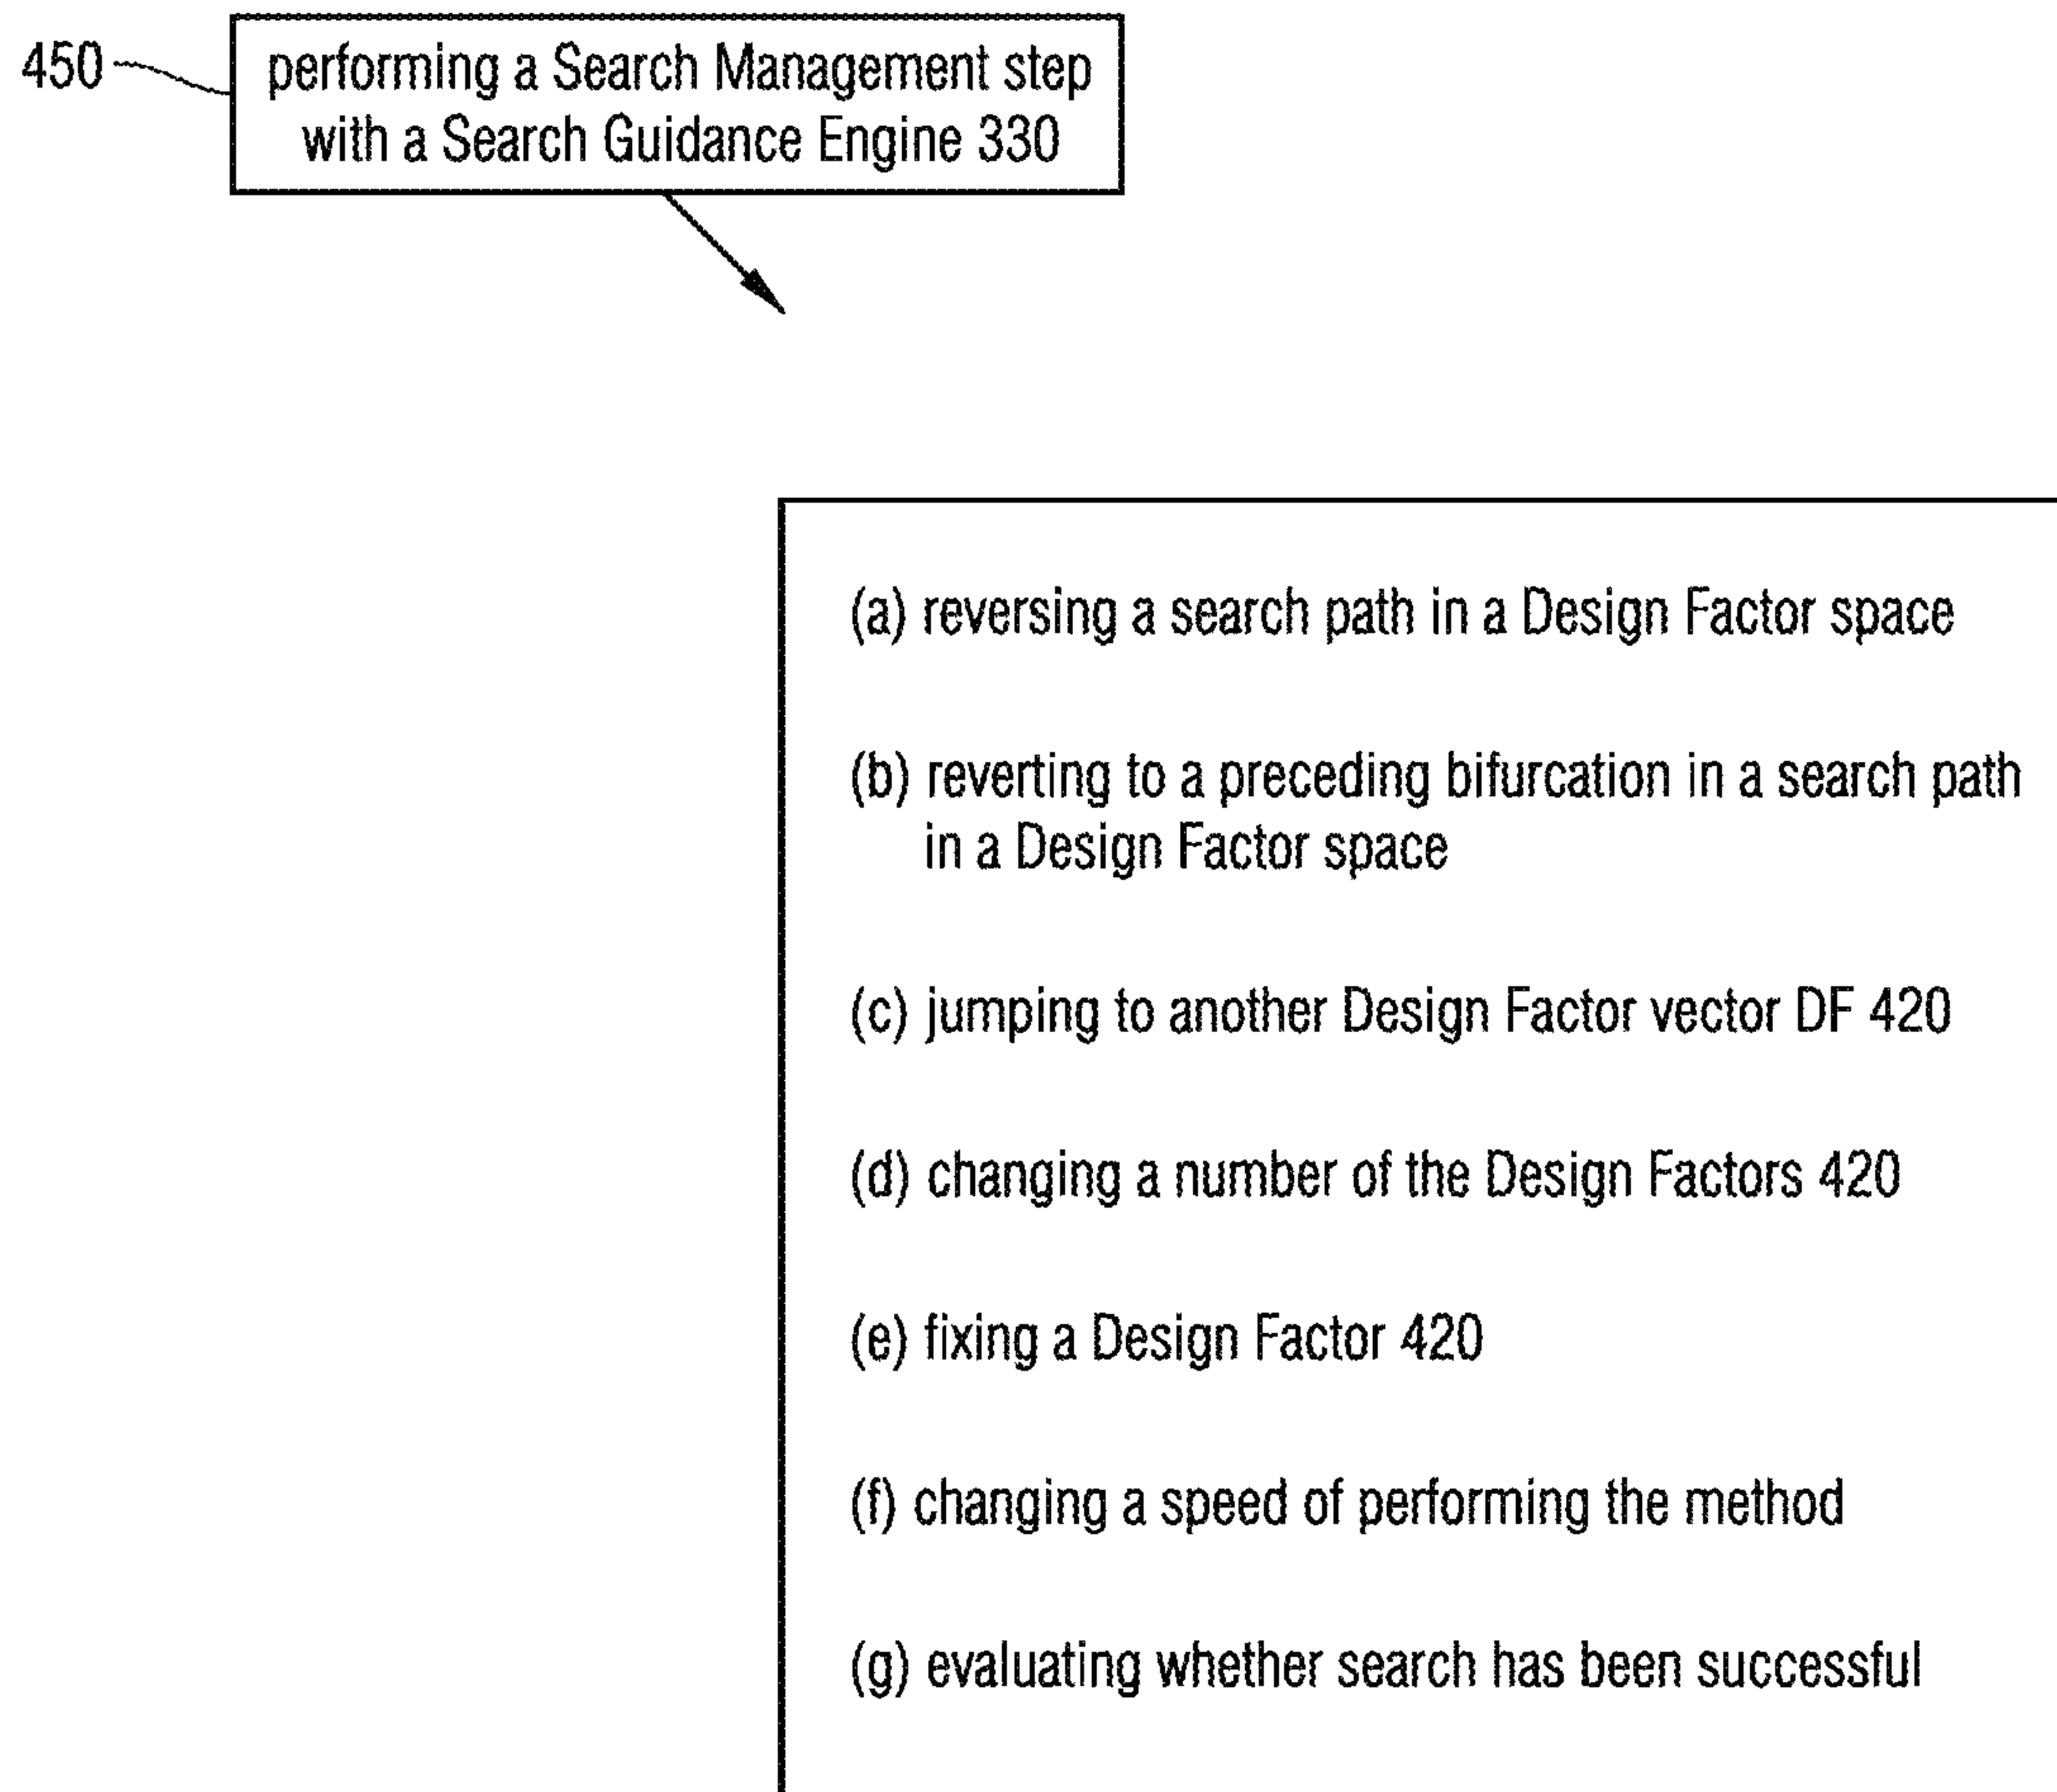 450
performing a Search Management step
with a Search Guidance Engine 330
(a) reversing a search path in a Design Factor space
(b) reverting to a preceding bifurcation in a search path
in a Design Factor space
(c) jumping to another Design Factor vector DF 420
(d) changing a number of the Design Factors 420
(e) fixing a Design Factor 420
(f) changing a speed of performing the method
(g) evaluating whether search has been successful